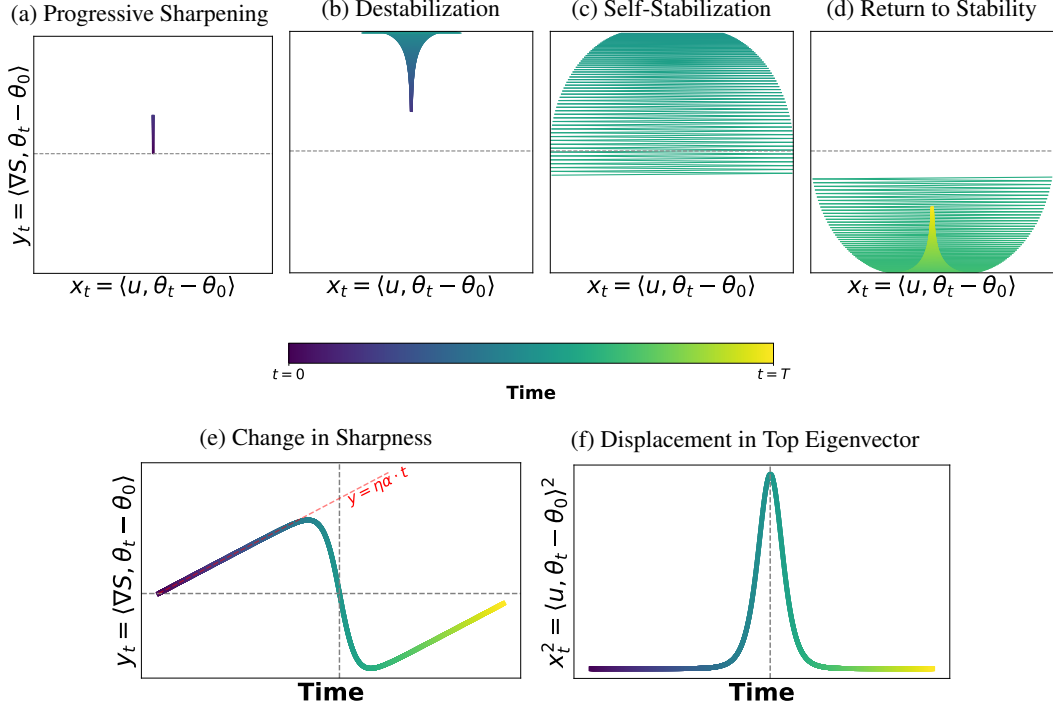 (a) Progressive Sharpening
(b) Destabilization
(c) Self-Stabilization
(d) Return to Stability
y_t = ⟨∇S, θ_t − θ_0⟩
x_t = ⟨u, θ_t − θ_0⟩
x_t = ⟨u, θ_t − θ_0⟩
x_t = ⟨u, θ_t − θ_0⟩
x_t = ⟨u, θ_t − θ_0⟩
t = 0
t = T
Time
(e) Change in Sharpness
(f) Displacement in Top Eigenvector
y_t = ⟨∇S, θ_t − θ_0⟩
y = ηα · t
Time
x_t^2 = ⟨u, θ_t − θ_0⟩^2
Time